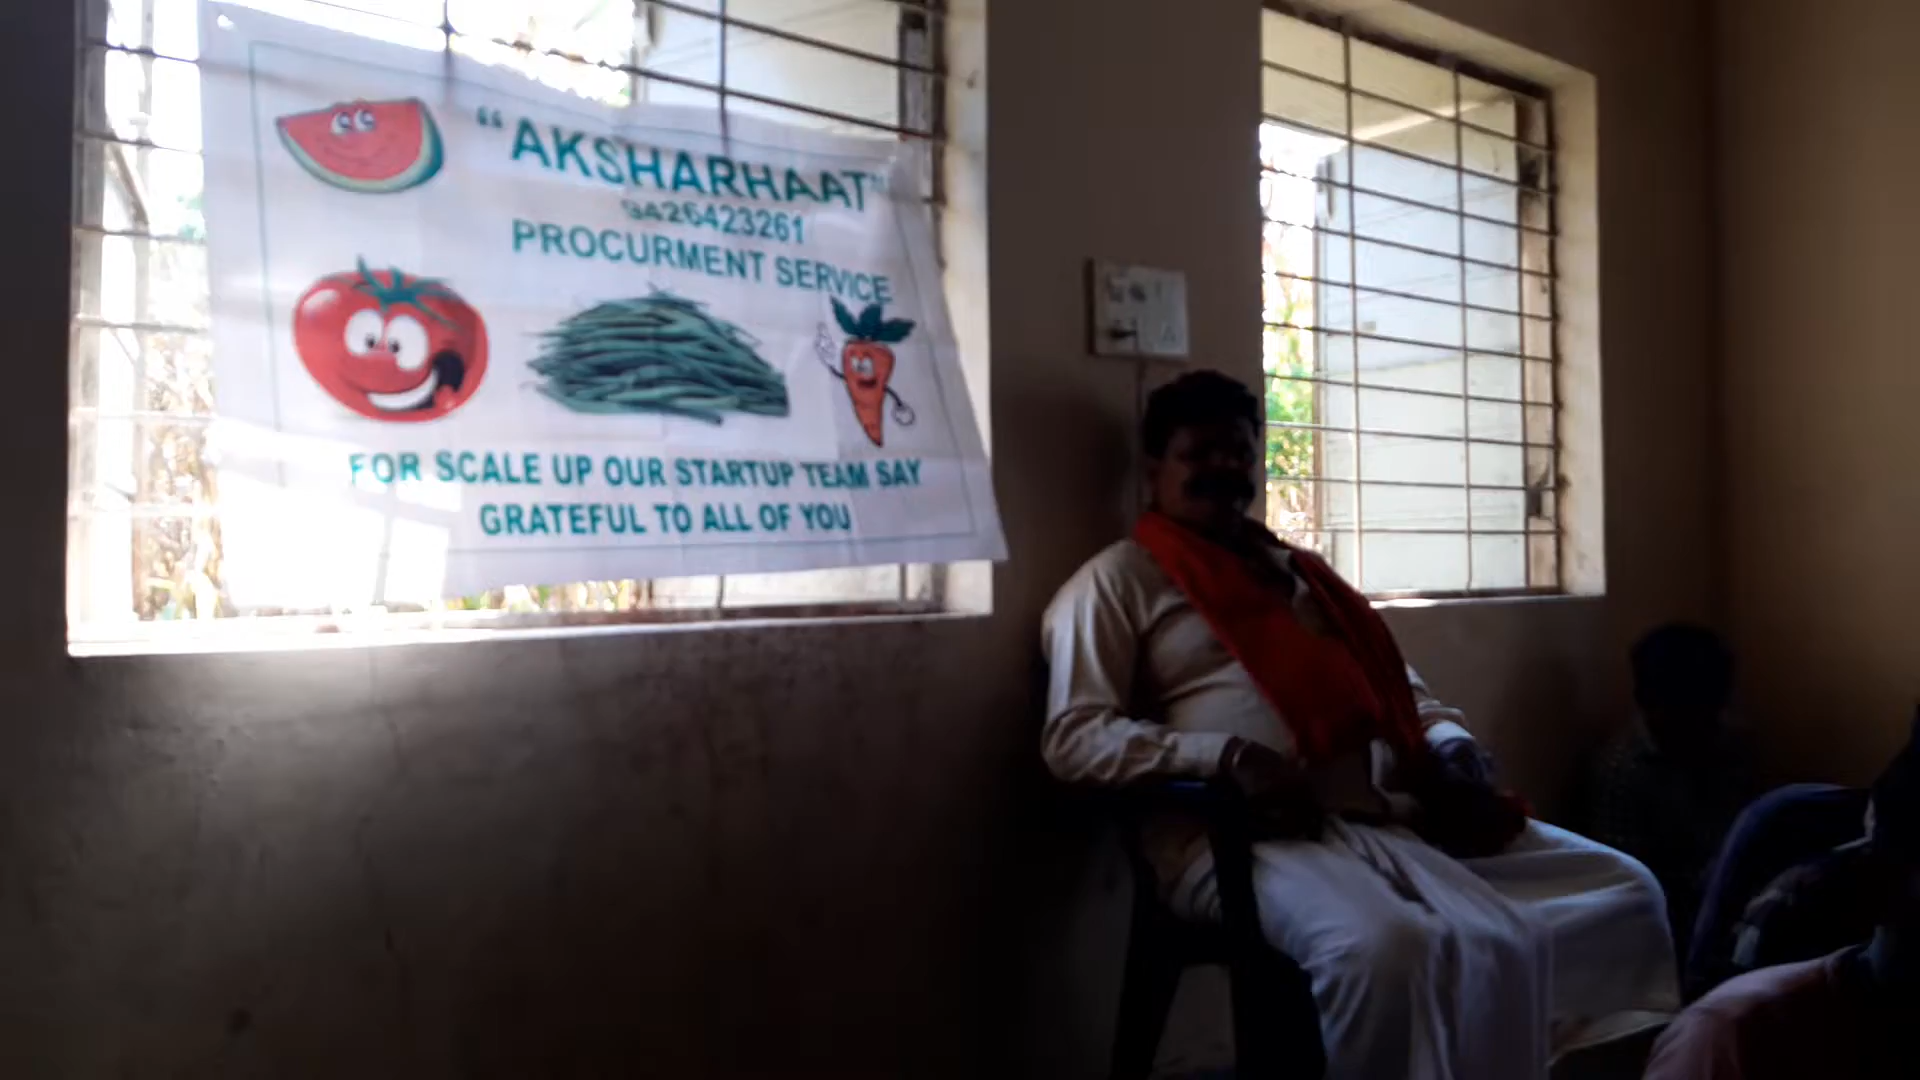 “AKSHARHAAT”
9426423261
PROCURMENT SERVICE
FOR SCALE UP OUR STARTUP TEAM SAY
GRATEFUL TO ALL OF YOU